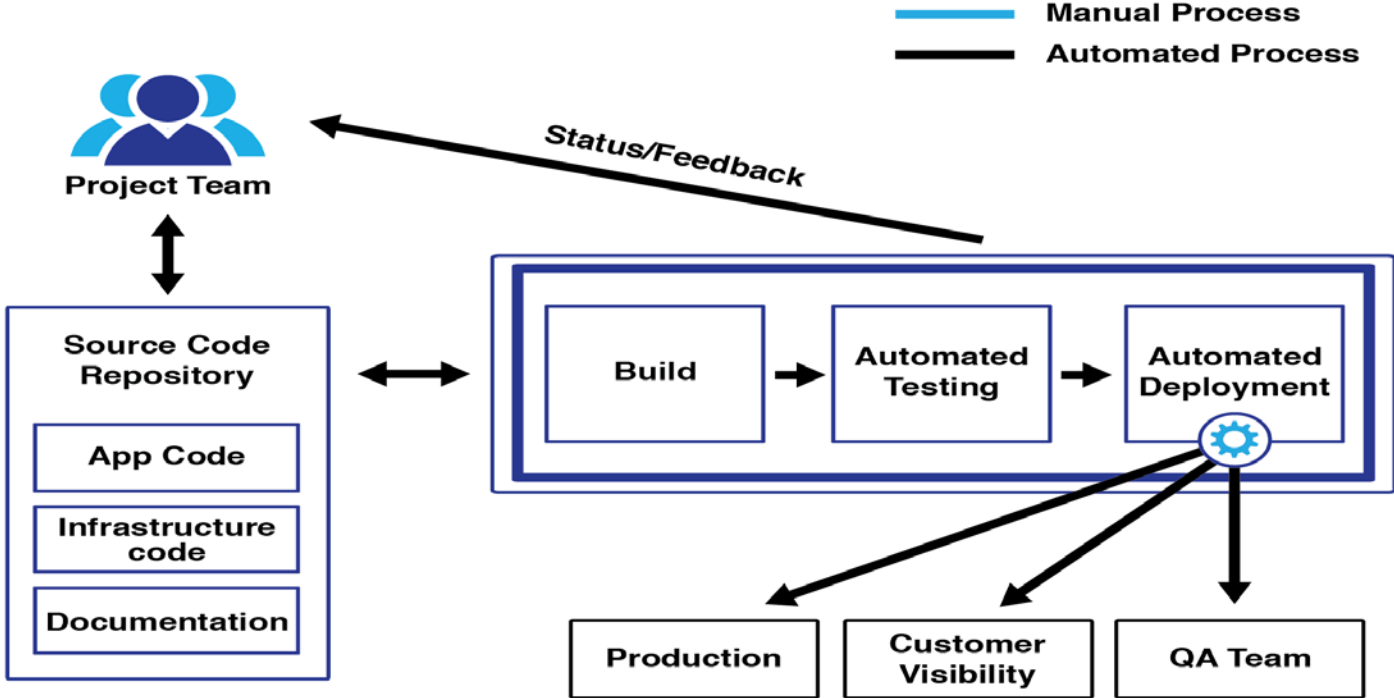 Manual Process
Automated Process
Status/Feedback
Project Team
Source Code
Repository
App Code
Infrastructure
code
Documentation
Build
Automated
Testing
Automated
Deployment
Production
Customer
Visibility
QA Team